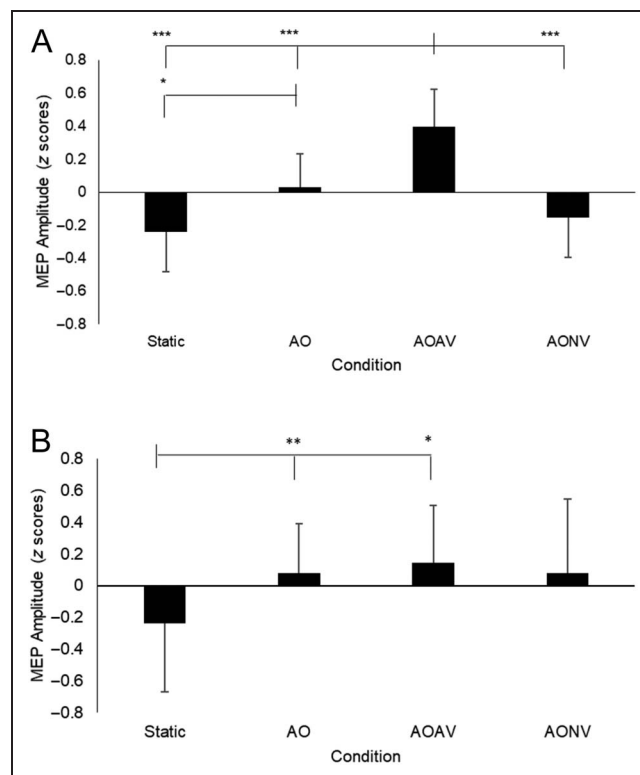 A
*** *** ***
*
MEP Amplitude (z scores)
0.8
0.6
0.4
0.2
0
–0.2
–0.4
–0.6
–0.8
Static AO AOAV AONV
Condition
B
** *
MEP Amplitude (z scores)
0.8
0.6
0.4
0.2
0
–0.2
–0.4
–0.6
–0.8
Static AO AOAV AONV
Condition